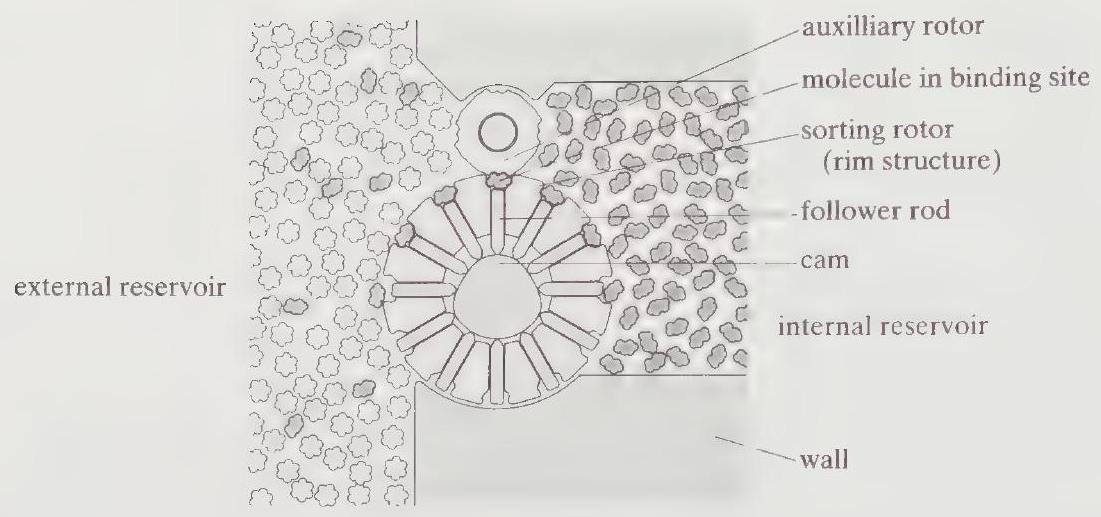 auxilliary rotor
molecule in binding site
sorting rotor
(rim structure)
follower rod
cam
external reservoir
internal reservoir
wall